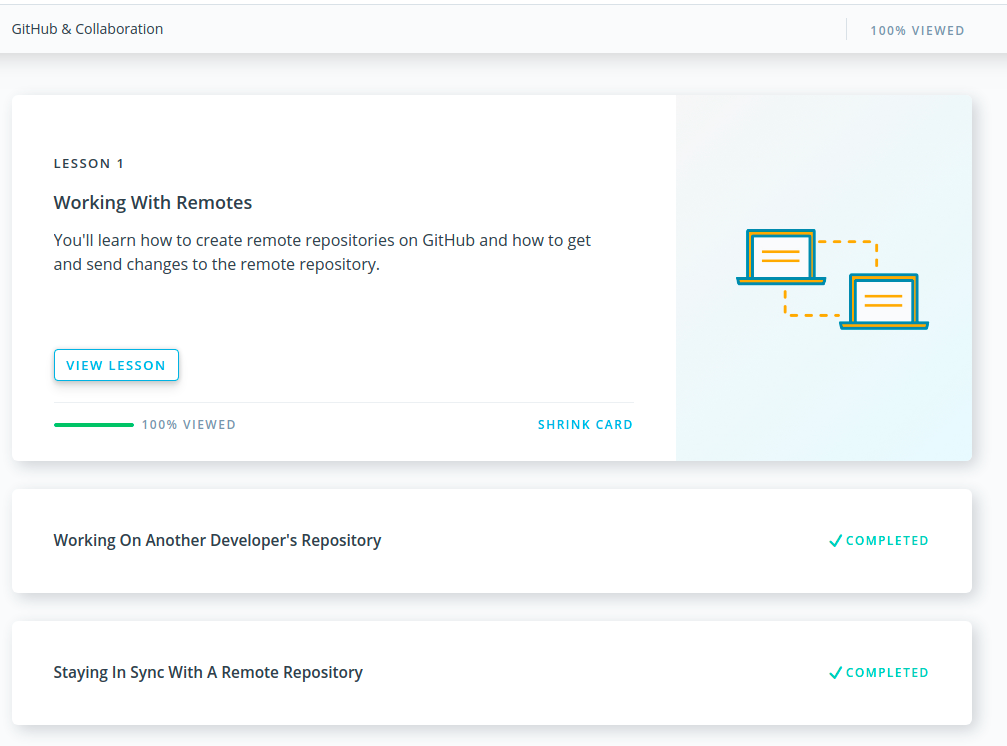 GitHub & Collaboration
100% VIEWED
LESSON 1
Working With Remotes
You'll learn how to create remote repositories on GitHub and how to get
and send changes to the remote repository.
VIEW LESSON
100% VIEWED
SHRINK CARD
Working On Another Developer's Repository
COMPLETED
Staying In Sync With A Remote Repository
COMPLETED